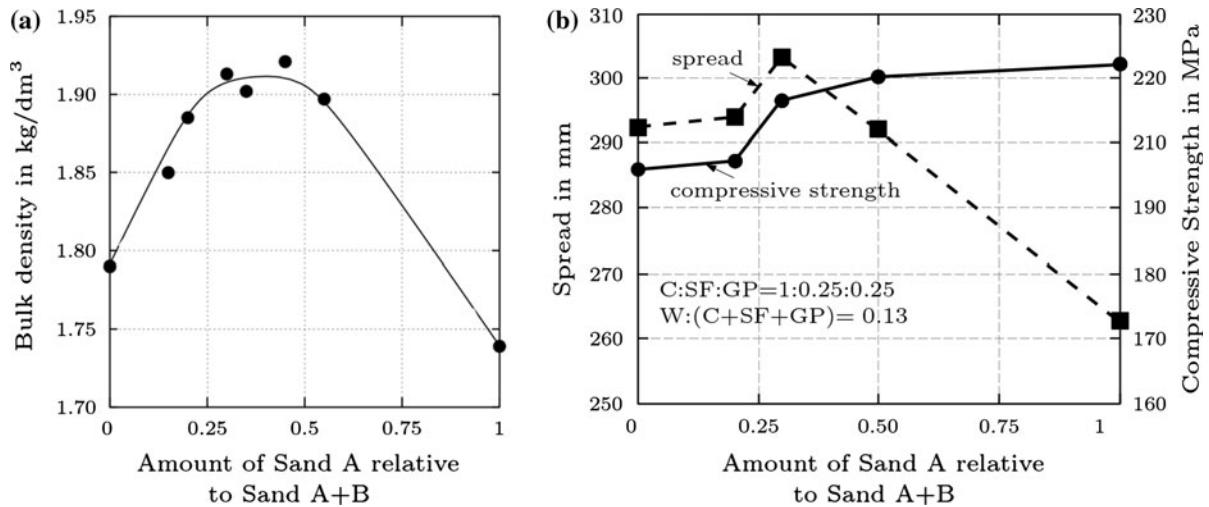 (a)
Bulk density in kg/dm³
1.95
1.90
1.85
1.80
1.75
1.70
0
0.25
0.50
0.75
1
Amount of Sand A relative
to Sand A+B
(b)
Spread in mm
310
300
290
280
270
260
250
spread
compressive strength
C:SF:GP=1:0.25:0.25
W:(C+SF+GP)= 0.13
0
0.25
0.50
0.75
1
Amount of Sand A relative
to Sand A+B
230
220
210
200
190
180
170
160
Compressive Strength in MPa